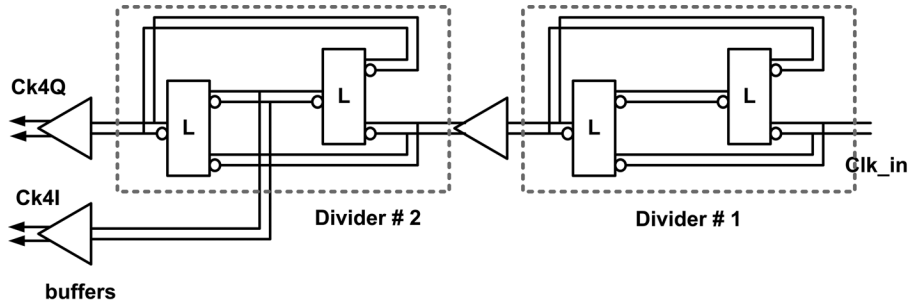 Ck4Q
L
L
L
L
Clk_in
Ck4I
Divider # 2
Divider # 1
buffers